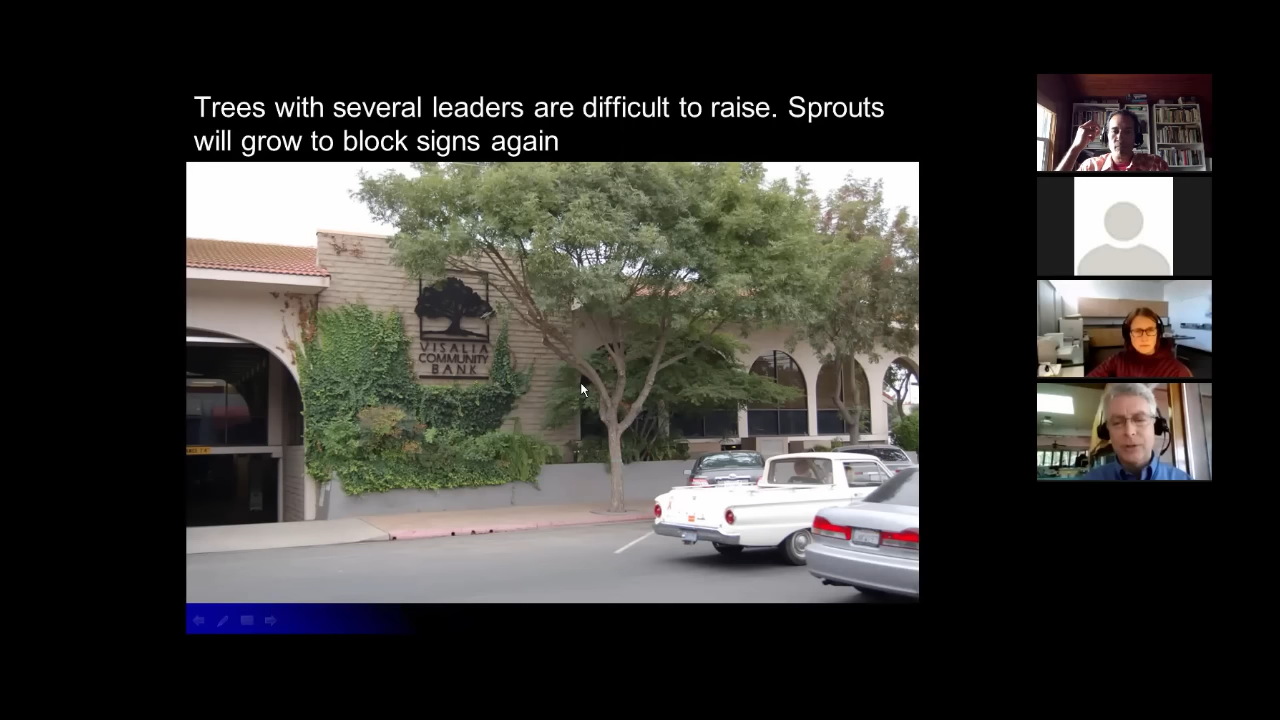 Trees with several leaders are difficult to raise. Sprouts
will grow to block signs again
VISALIA
COMMUNITY
BANK